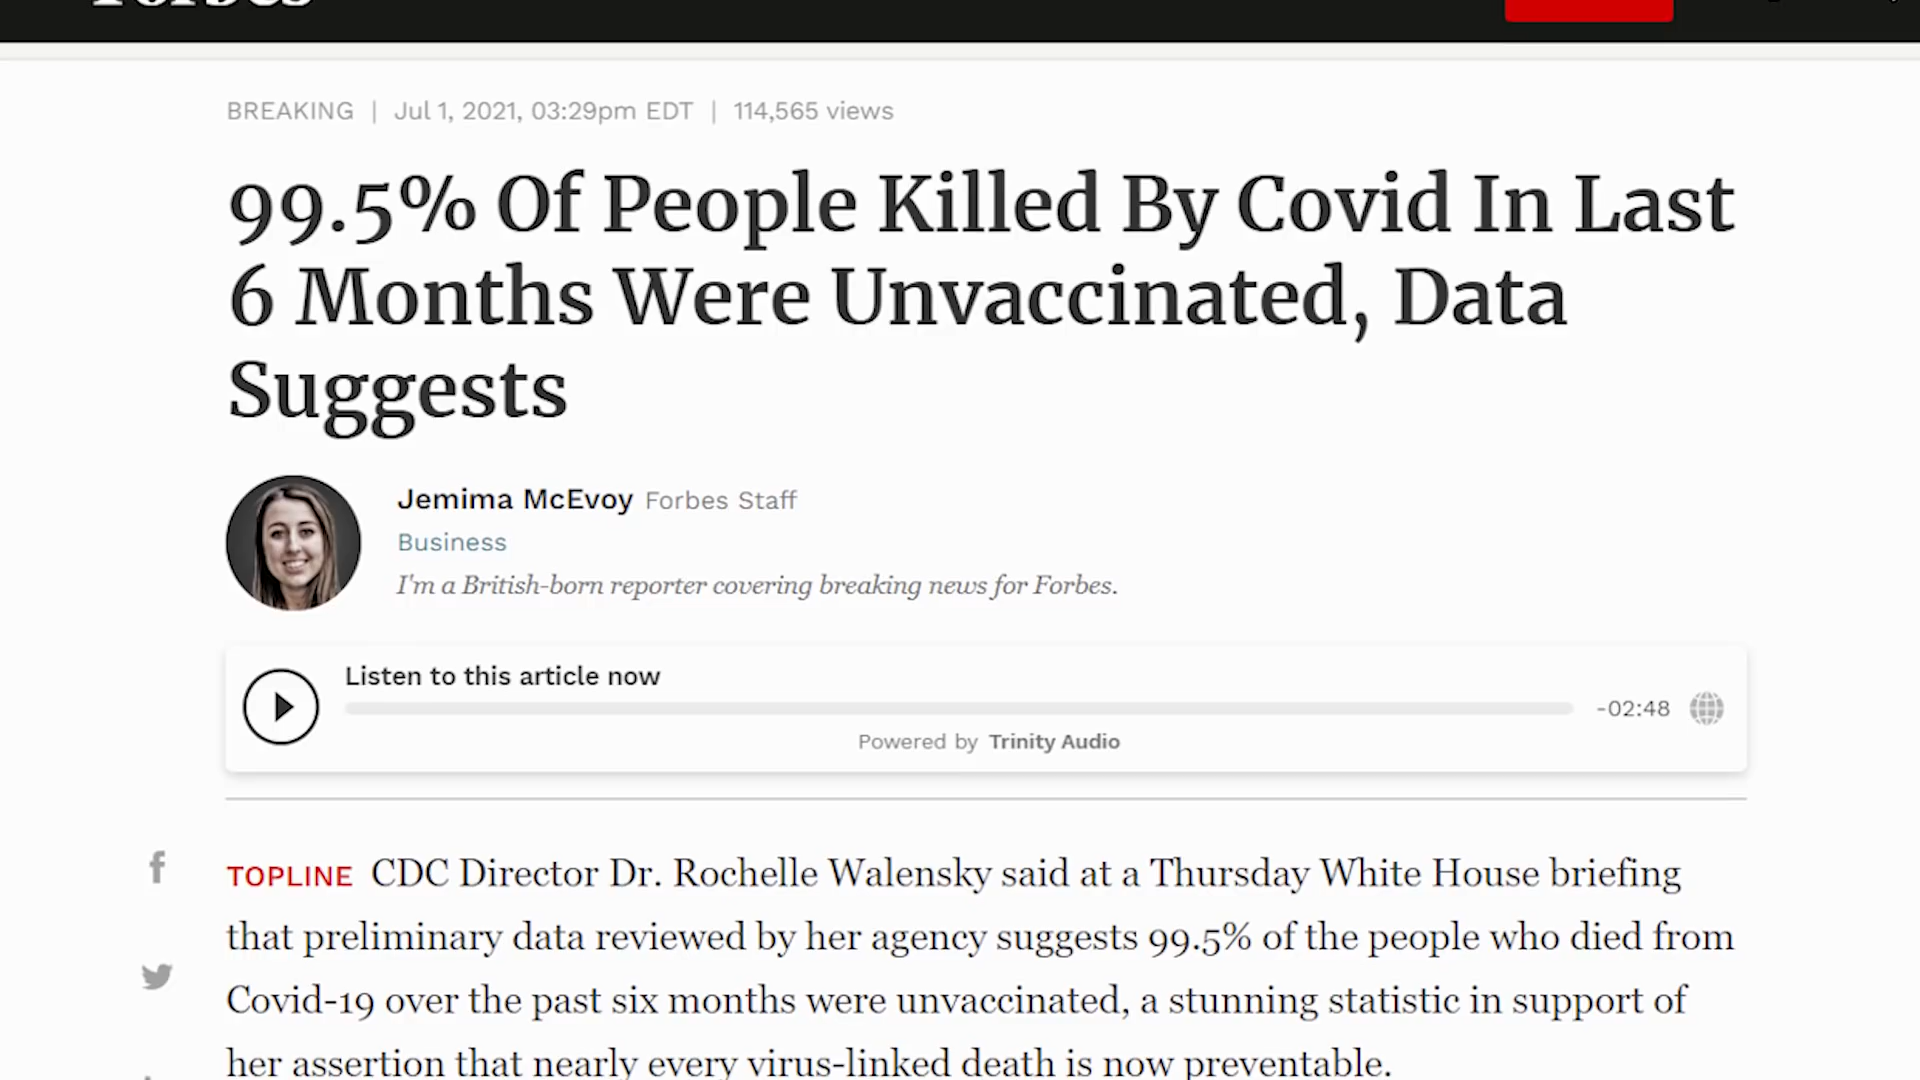 Forbes
BREAKING | Jul 1, 2021, 03:29pm EDT | 114,565 views
99.5% Of People Killed By Covid In Last
6 Months Were Unvaccinated, Data
Suggests
Jemima McEvoy Forbes Staff
Business
I'm a British-born reporter covering breaking news for Forbes.
Listen to this article now
-02:48
Powered by Trinity Audio
TOPLINE CDC Director Dr. Rochelle Walensky said at a Thursday White House briefing
that preliminary data reviewed by her agency suggests 99.5% of the people who died from
Covid-19 over the past six months were unvaccinated, a stunning statistic in support of
her assertion that nearly every virus-linked death is now preventable.